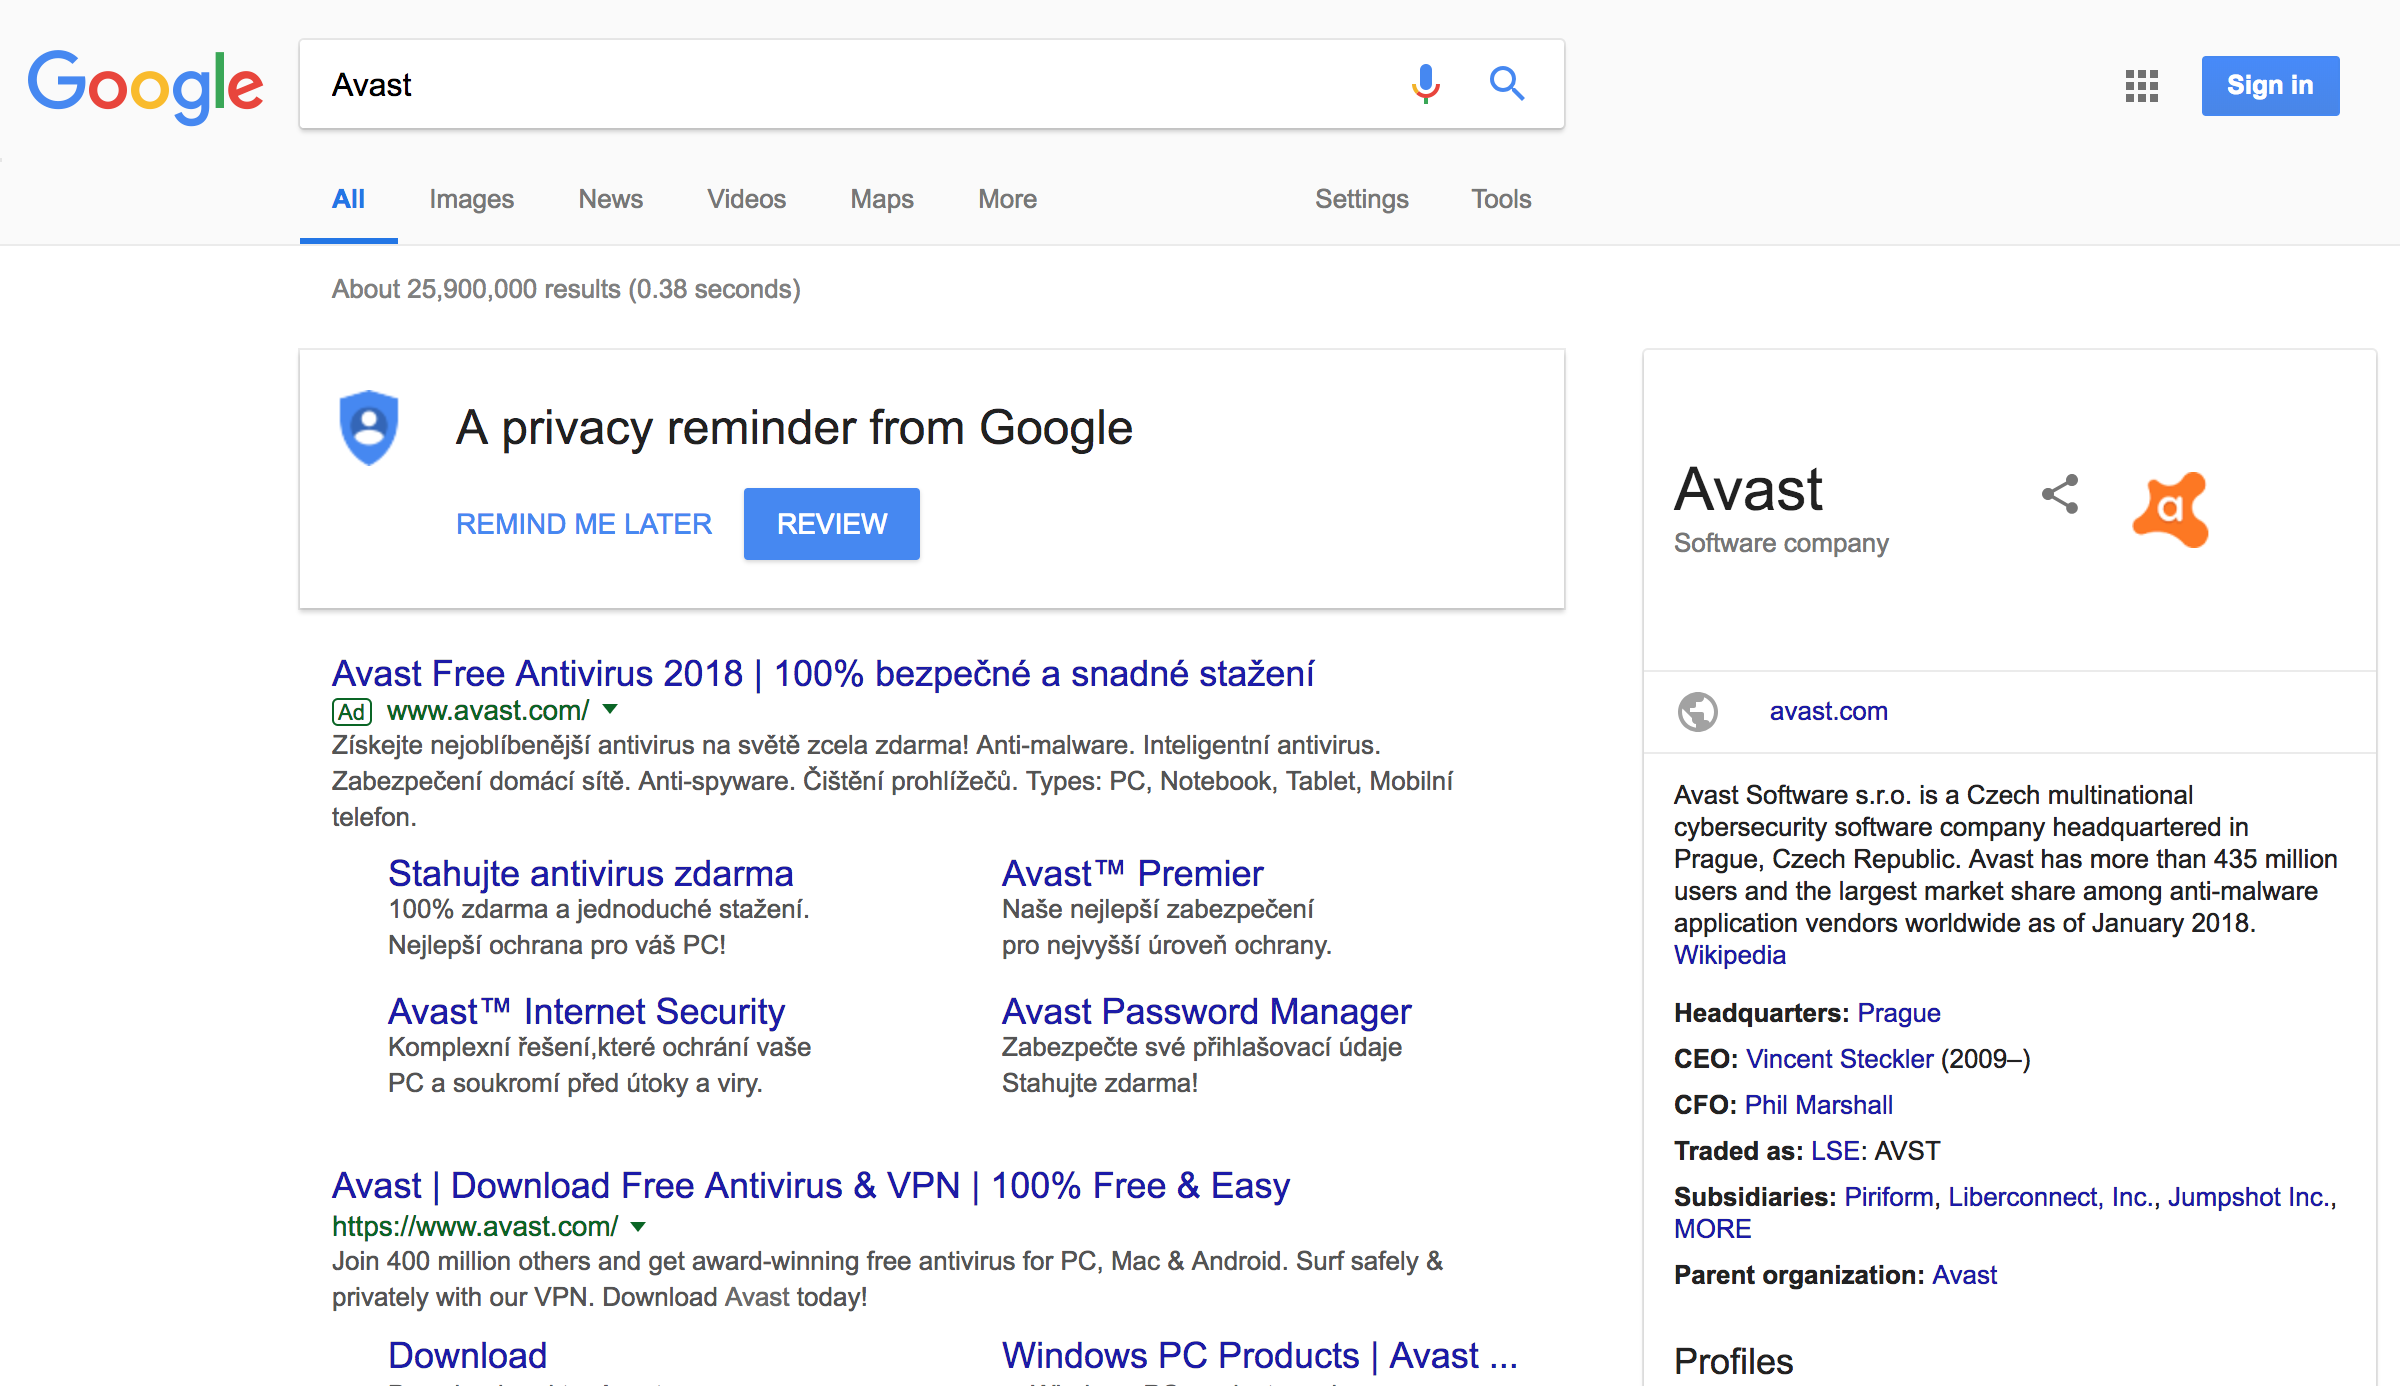 Google
Avast
Sign in
All Images News Videos Maps More Settings Tools
About 25,900,000 results (0.38 seconds)
A privacy reminder from Google
REMIND ME LATER REVIEW
Avast Free Antivirus 2018 | 100% bezpečné a snadné stažení
Ad www.avast.com/
Získejte nejoblíbenější antivirus na světě zcela zdarma! Anti-malware. Inteligentní antivirus.
Zabezpečení domácí sítě. Anti-spyware. Čištění prohlížečů. Types: PC, Notebook, Tablet, Mobilní
telefon.
Stahujte antivirus zdarma
100% zdarma a jednoduché stažení.
Nejlepší ochrana pro váš PC!
Avast™ Premier
Naše nejlepší zabezpečení
pro nejvyšší úroveň ochrany.
Avast™ Internet Security
Komplexní řešení,které ochrání vaše
PC a soukromí před útoky a viry.
Avast Password Manager
Zabezpečte své přihlašovací údaje
Stahujte zdarma!
Avast | Download Free Antivirus & VPN | 100% Free & Easy
https://www.avast.com/
Join 400 million others and get award-winning free antivirus for PC, Mac & Android. Surf safely &
privately with our VPN. Download Avast today!
Download
Windows PC Products | Avast ...
Avast
Software company
a
avast.com
Avast Software s.r.o. is a Czech multinational
cybersecurity software company headquartered in
Prague, Czech Republic. Avast has more than 435 million
users and the largest market share among anti-malware
application vendors worldwide as of January 2018.
Wikipedia
Headquarters: Prague
CEO: Vincent Steckler (2009–)
CFO: Phil Marshall
Traded as: LSE: AVST
Subsidiaries: Piriform, Liberconnect, Inc., Jumpshot Inc.,
MORE
Parent organization: Avast
Profiles